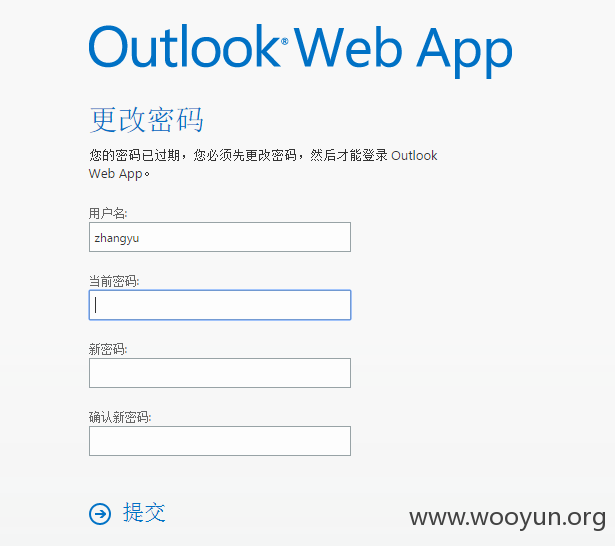 Outlook® Web App
更改密码
您的密码已过期，您必须先更改密码，然后才能登录 Outlook
Web App。
用户名:
zhangyu
当前密码:
新密码:
确认新密码:
提交
www.wooyun.org